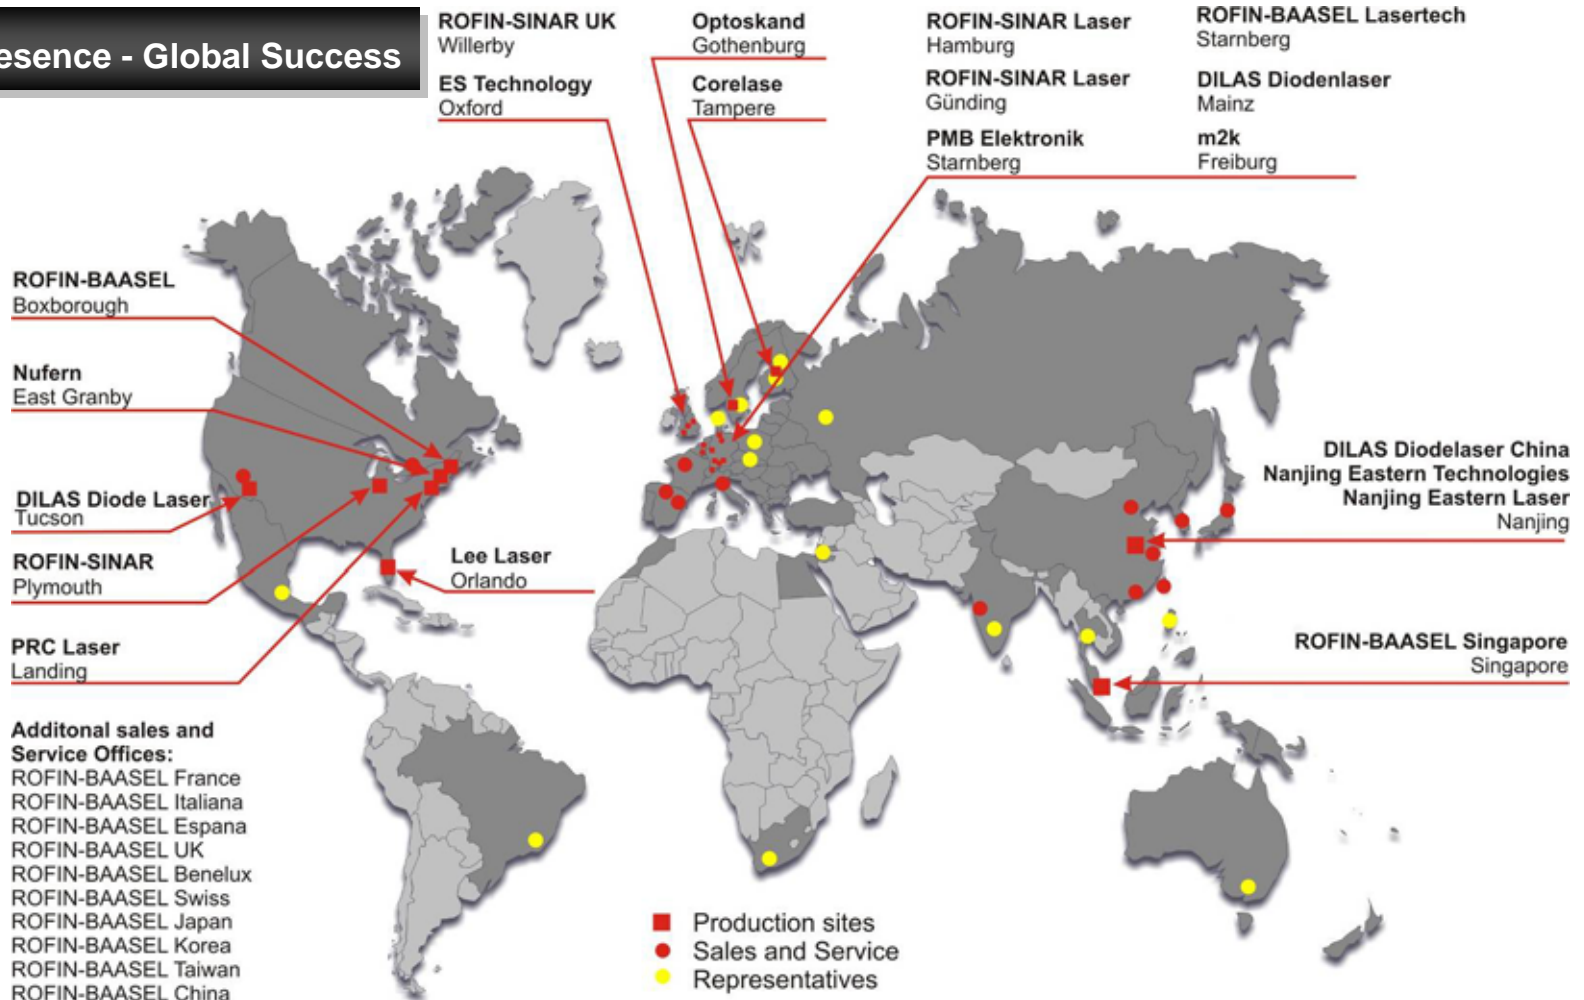 esence - Global Success
ROFIN-SINAR UK
Willerby
ES Technology
Oxford
Optoskand
Gothenburg
Corelase
Tampere
ROFIN-SINAR Laser
Hamburg
ROFIN-SINAR Laser
Günding
PMB Elektronik
Starnberg
ROFIN-BAASEL Lasertech
Starnberg
DILAS Diodenlaser
Mainz
m2k
Freiburg
ROFIN-BAASEL
Boxborough
Nufern
East Granby
DILAS Diode Laser
Tucson
ROFIN-SINAR
Plymouth
PRC Laser
Landing
Lee Laser
Orlando
DILAS Diodelaser China
Nanjing Eastern Technologies
Nanjing Eastern Laser
Nanjing
ROFIN-BAASEL Singapore
Singapore
Additonal sales and
Service Offices:
ROFIN-BAASEL France
ROFIN-BAASEL Italiana
ROFIN-BAASEL Espana
ROFIN-BAASEL UK
ROFIN-BAASEL Benelux
ROFIN-BAASEL Swiss
ROFIN-BAASEL Japan
ROFIN-BAASEL Korea
ROFIN-BAASEL Taiwan
ROFIN-BAASEL China
Production sites
Sales and Service
Representatives